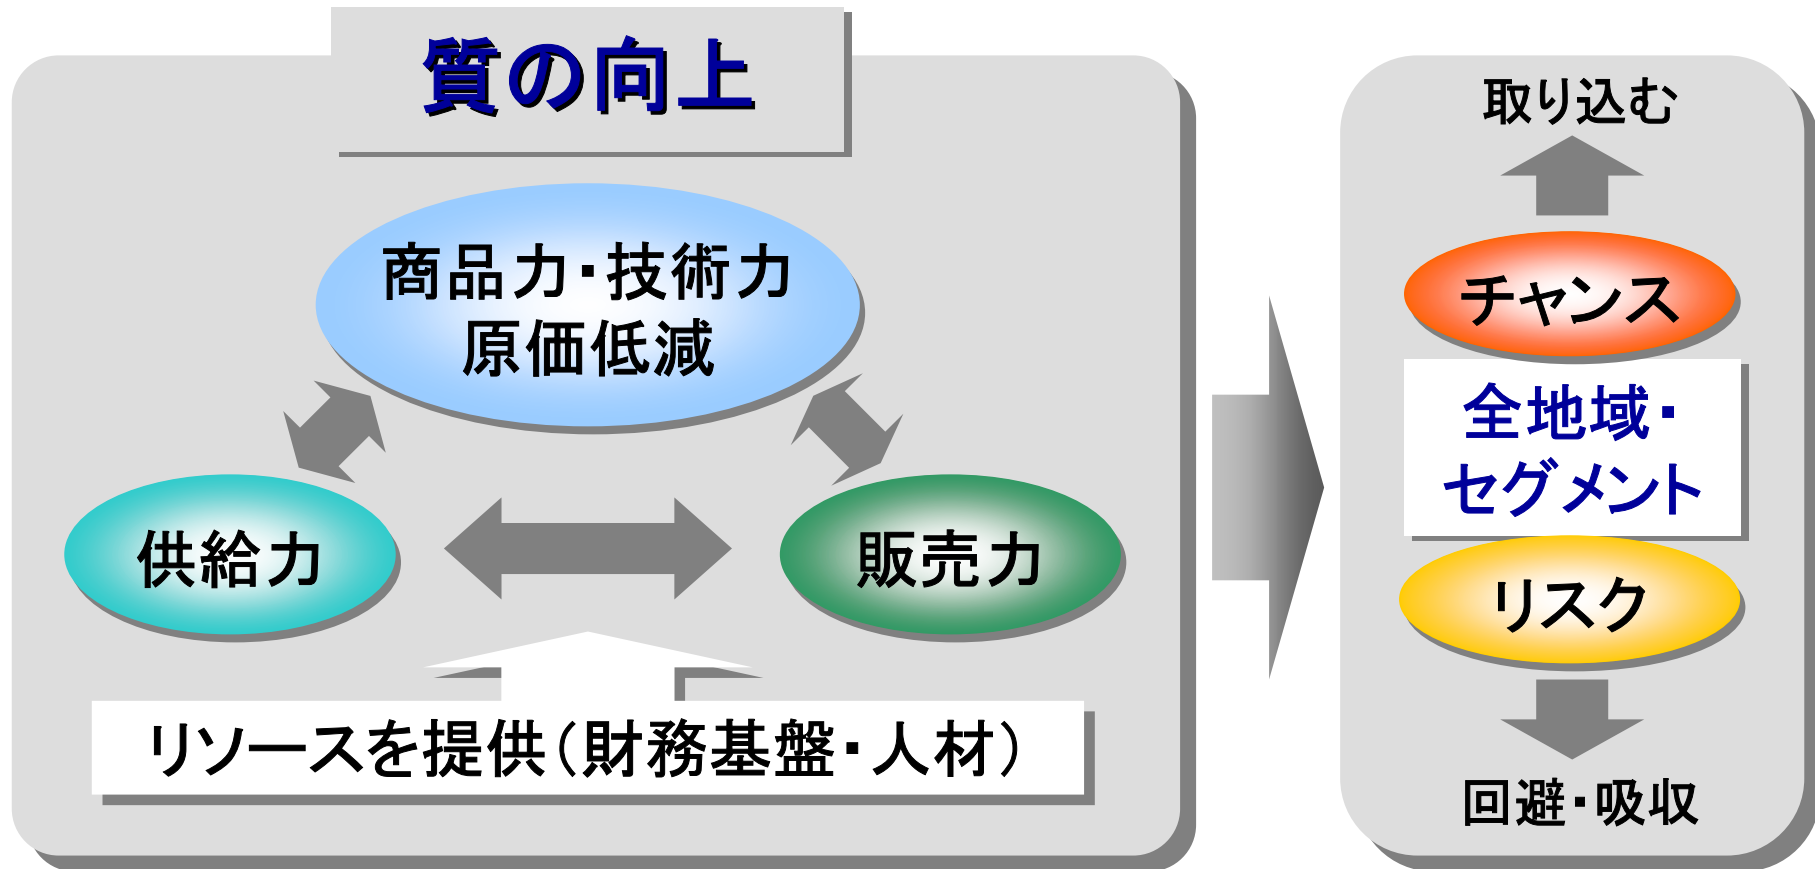 質の向上
商品力・技術力
原価低減
供給力
販売力
リソースを提供（財務基盤・人材）
取り込む
チャンス
全地域・
セグメント
リスク
回避・吸収